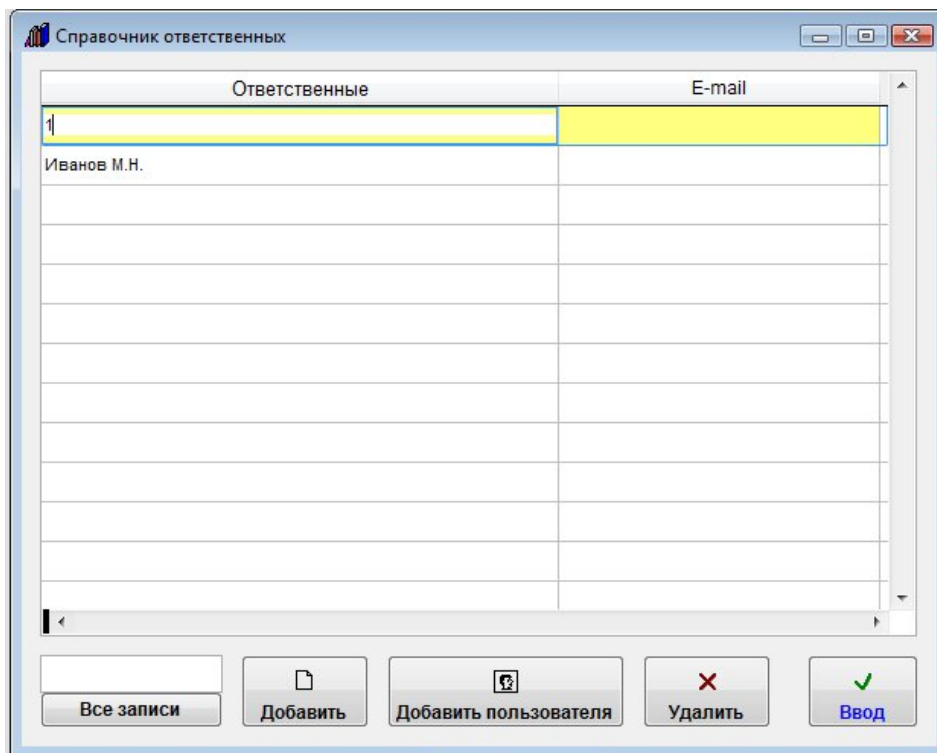 Справочник ответственных
Ответственные E-mail
1
Иванов М.Н.
Все записи Добавить Добавить пользователя Удалить Ввод